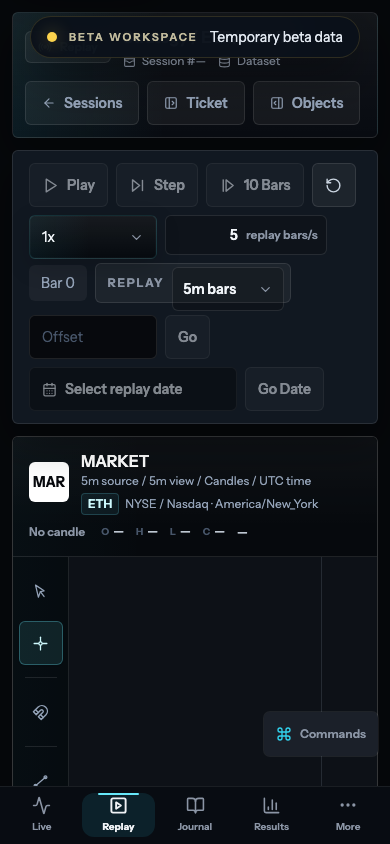 BETA WORKSPACE Temporary beta data
Session #— Dataset
Sessions Ticket Objects
Play Step 10 Bars
1x 5 replay bars/s
Bar 0 REPLAY 5m bars
Offset Go
Select replay date Go Date
MAR MARKET
5m source / 5m view / Candles / UTC time
ETH NYSE / Nasdaq · America/New_York
No candle O — H — L — C — —
Commands
Live Replay Journal Results More